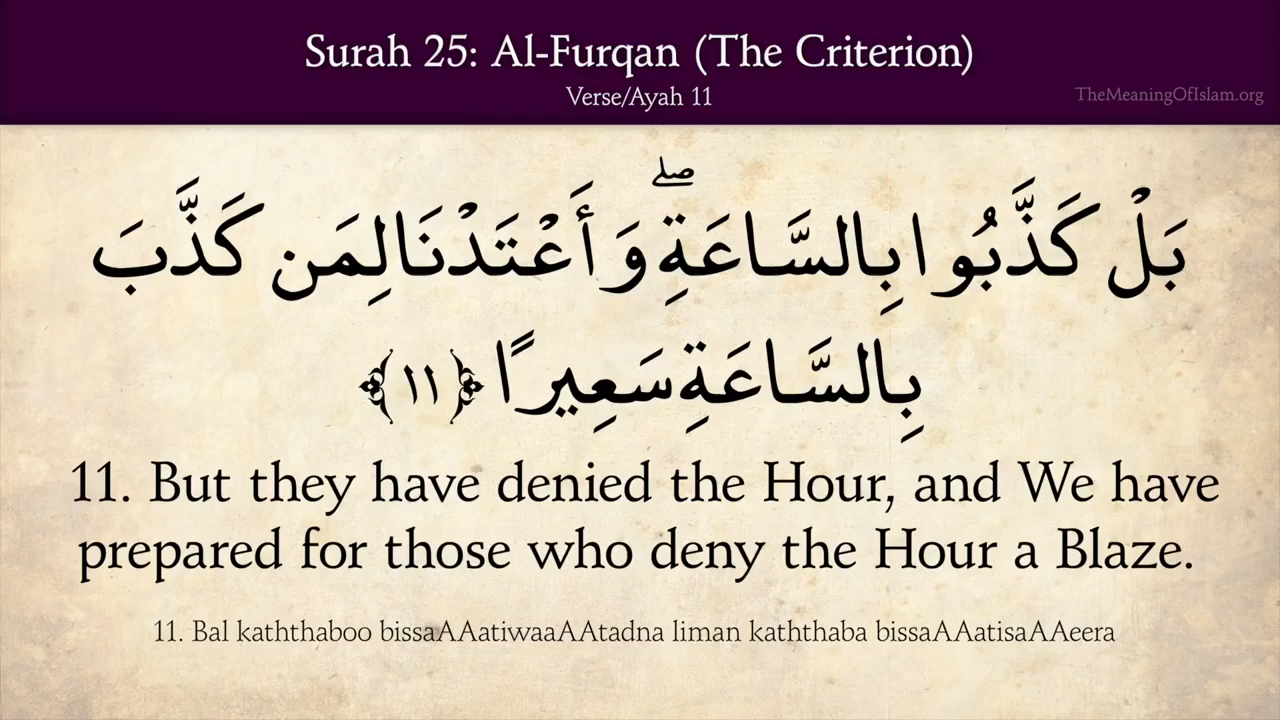 Surah 25: Al-Furqan (The Criterion)
Verse/Ayah 11
TheMeaningOfIslam.org
بَلْ كَذَّبُوا بِالسَّاعَةِ ۖ وَأَعْتَدْنَا لِمَن كَذَّبَ
بِالسَّاعَةِ سَعِيرًا ﴿١١﴾
11. But they have denied the Hour, and We have
prepared for those who deny the Hour a Blaze.
11. Bal kaththaboo bissaAAatiwaaAAtadna liman kaththaba bissaAAatisaAAeera